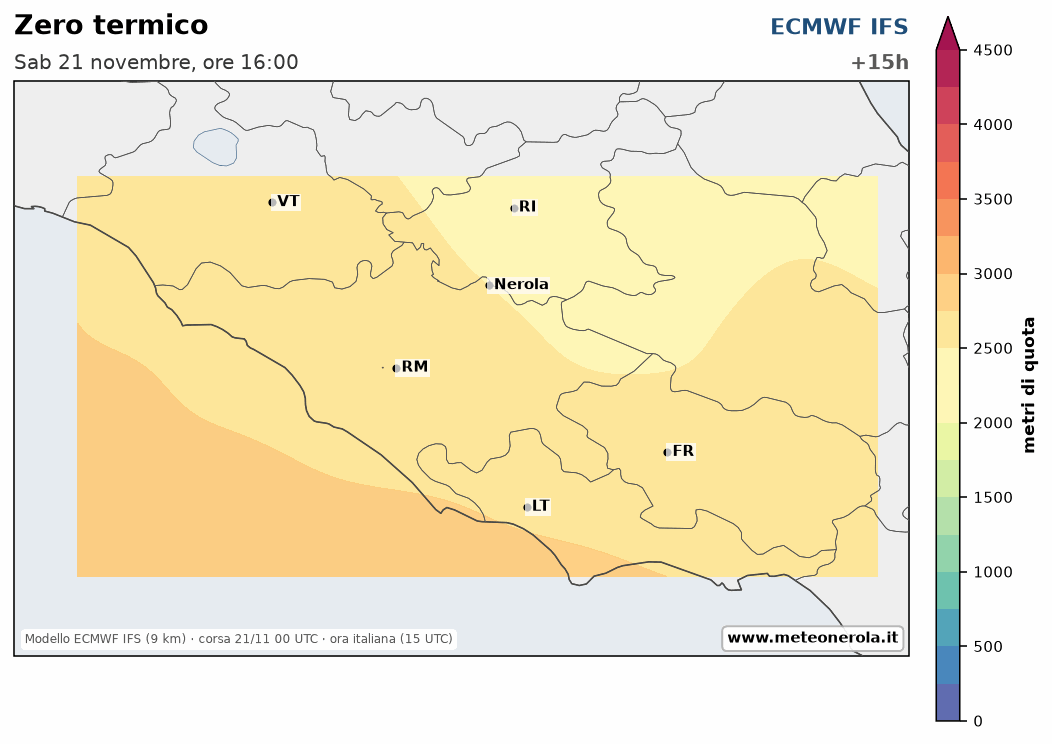 Zero termico
ECMWF IFS
Sab 21 novembre, ore 16:00
+15h
4500
4000
3500
3000
2500
2000
1500
1000
500
0
metri di quota
VT
RI
Nerola
RM
FR
LT
Modello ECMWF IFS (9 km) · corsa 21/11 00 UTC · ora italiana (15 UTC)
www.meteonerola.it